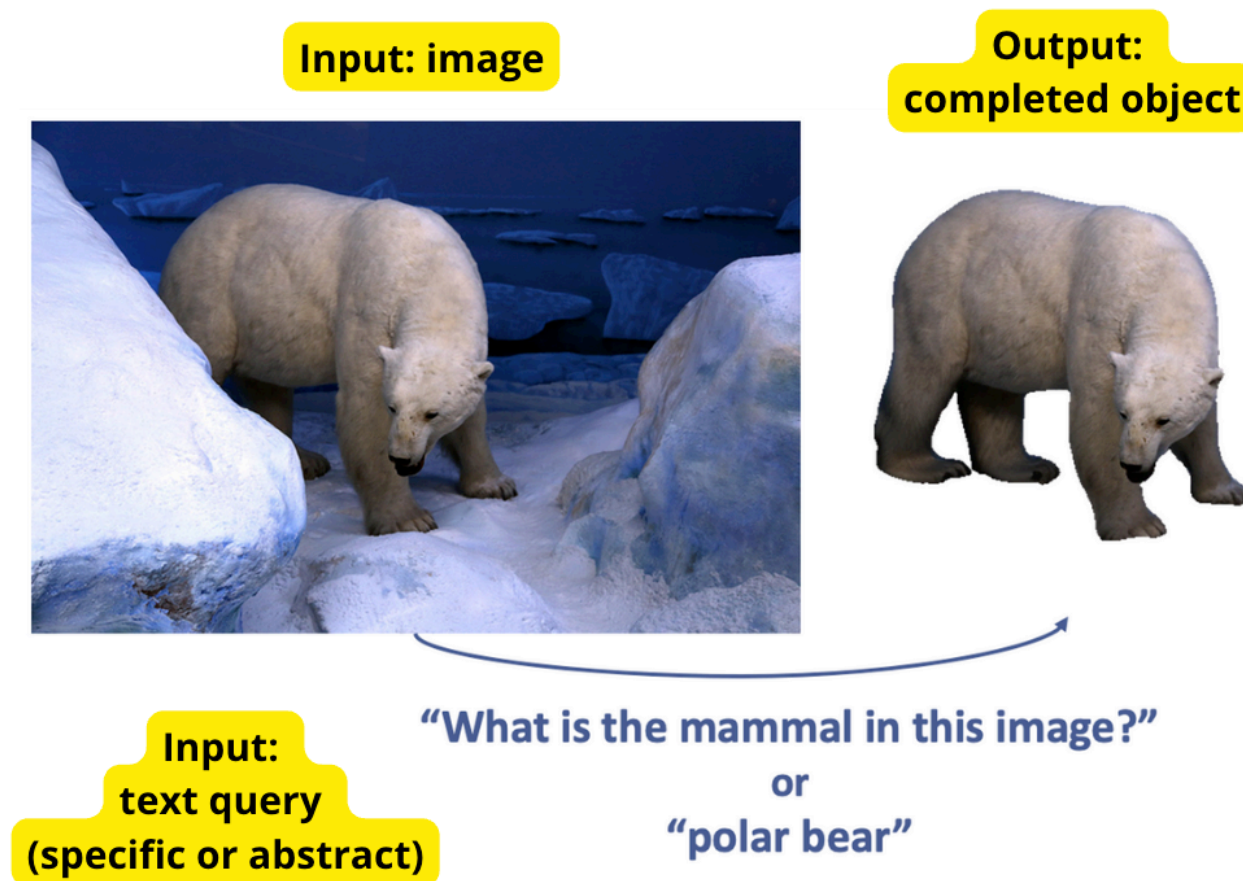 Input: image
Output:
completed object
“What is the mammal in this image?”
or
“polar bear”
Input:
text query
(specific or abstract)